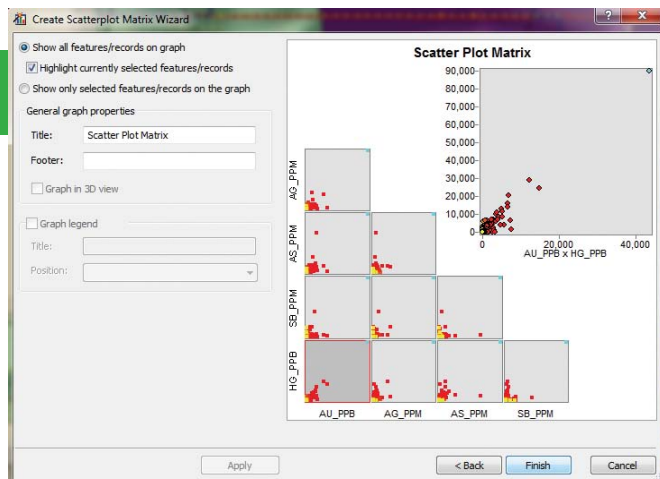 Create Scatterplot Matrix Wizard
Show all features/records on graph
Highlight currently selected features/records
Show only selected features/records on the graph
General graph properties
Title:
Scatter Plot Matrix
Footer:
Graph in 3D view
Graph legend
Title:
Position:
Scatter Plot Matrix
90,000
80,000
70,000
60,000
50,000
40,000
30,000
20,000
10,000
0
0
20,000
40,000
AU_PPB x HG_PPB
AG_PPM
AS_PPM
SB_PPM
HG_PPB
AU_PPB
AG_PPM
AS_PPM
SB_PPM
Apply
< Back
Finish
Cancel